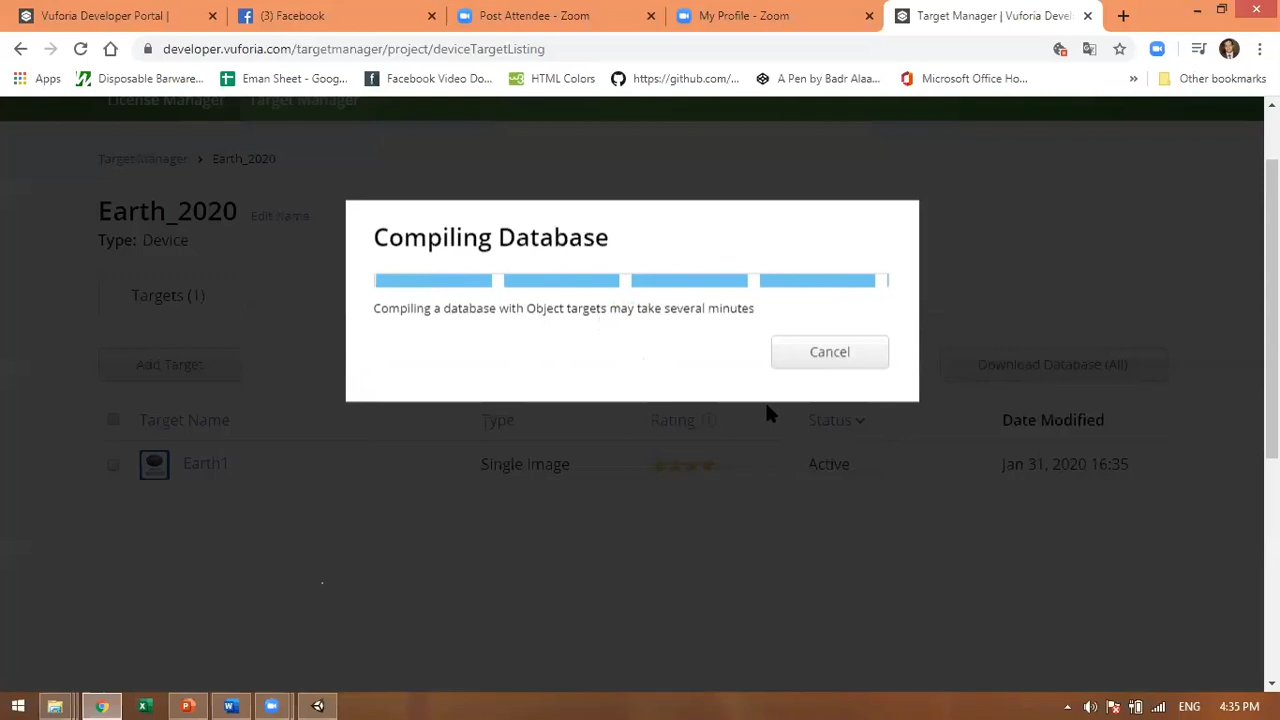 Vuforia Developer Portal |
(3) Facebook
Post Attendee - Zoom
My Profile - Zoom
Target Manager | Vuforia Devel
developer.vuforia.com/targetmanager/project/deviceTargetListing
Apps
Disposable Barware...
Eman Sheet - Goog...
Facebook Video Do...
HTML Colors
https://github.com/...
A Pen by Badr Alaa...
Microsoft Office Ho...
Other bookmarks
License Manager
Target Manager
Target Manager > Earth_2020
Earth_2020 Edit Name
Type: Device
Targets (1)
Compiling Database
Compiling a database with Object targets may take several minutes
Cancel
Add Target
Download Database (All)
Target Name Type Rating Status Date Modified
Earth1 Single Image Active Jan 31, 2020 16:35
ENG 4:35 PM